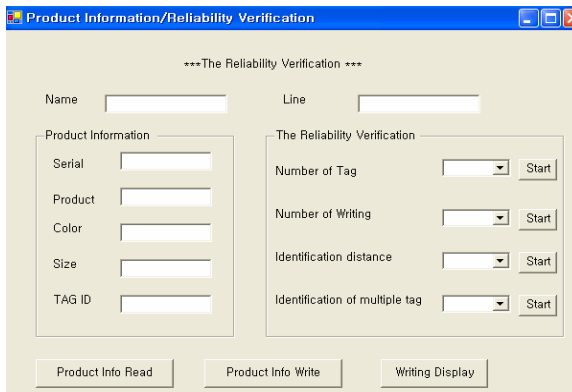 Product Information/Reliability Verification
***The Reliability Verification ***
Name Line
Product Information
Serial
Product
Color
Size
TAG ID
The Reliability Verification
Number of Tag Start
Number of Writing Start
Identification distance Start
Identification of multiple tag Start
Product Info Read Product Info Write Writing Display